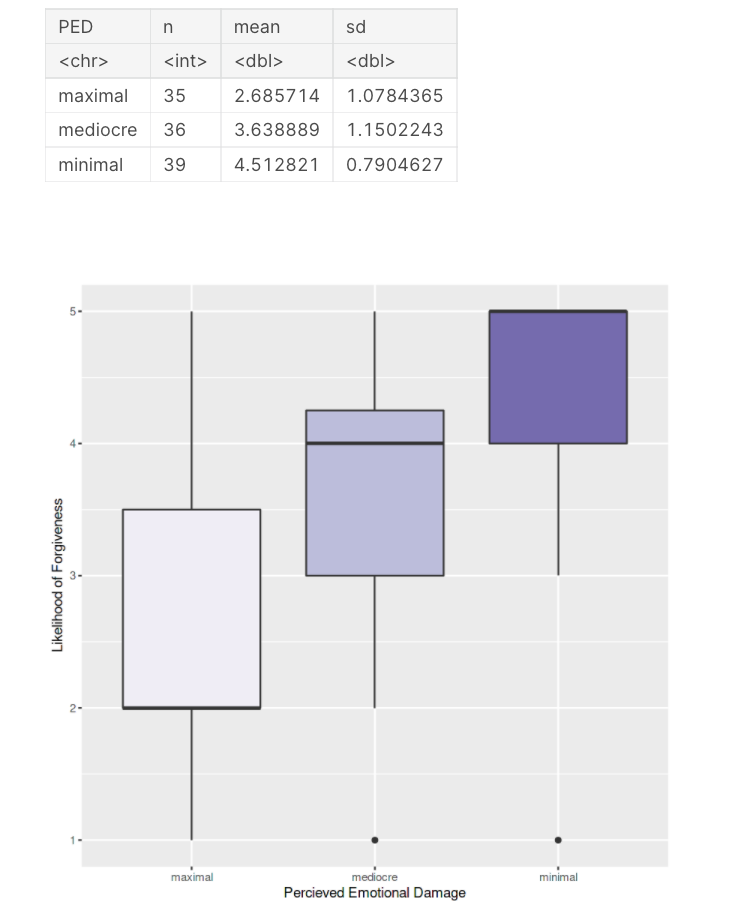 PED n mean sd
<chr> <int> <dbl> <dbl>
maximal 35 2.685714 1.0784365
mediocre 36 3.638889 1.1502243
minimal 39 4.512821 0.7904627
5
4
3
2
1
Likelihood of Forgiveness
maximal mediocre minimal
Percieved Emotional Damage